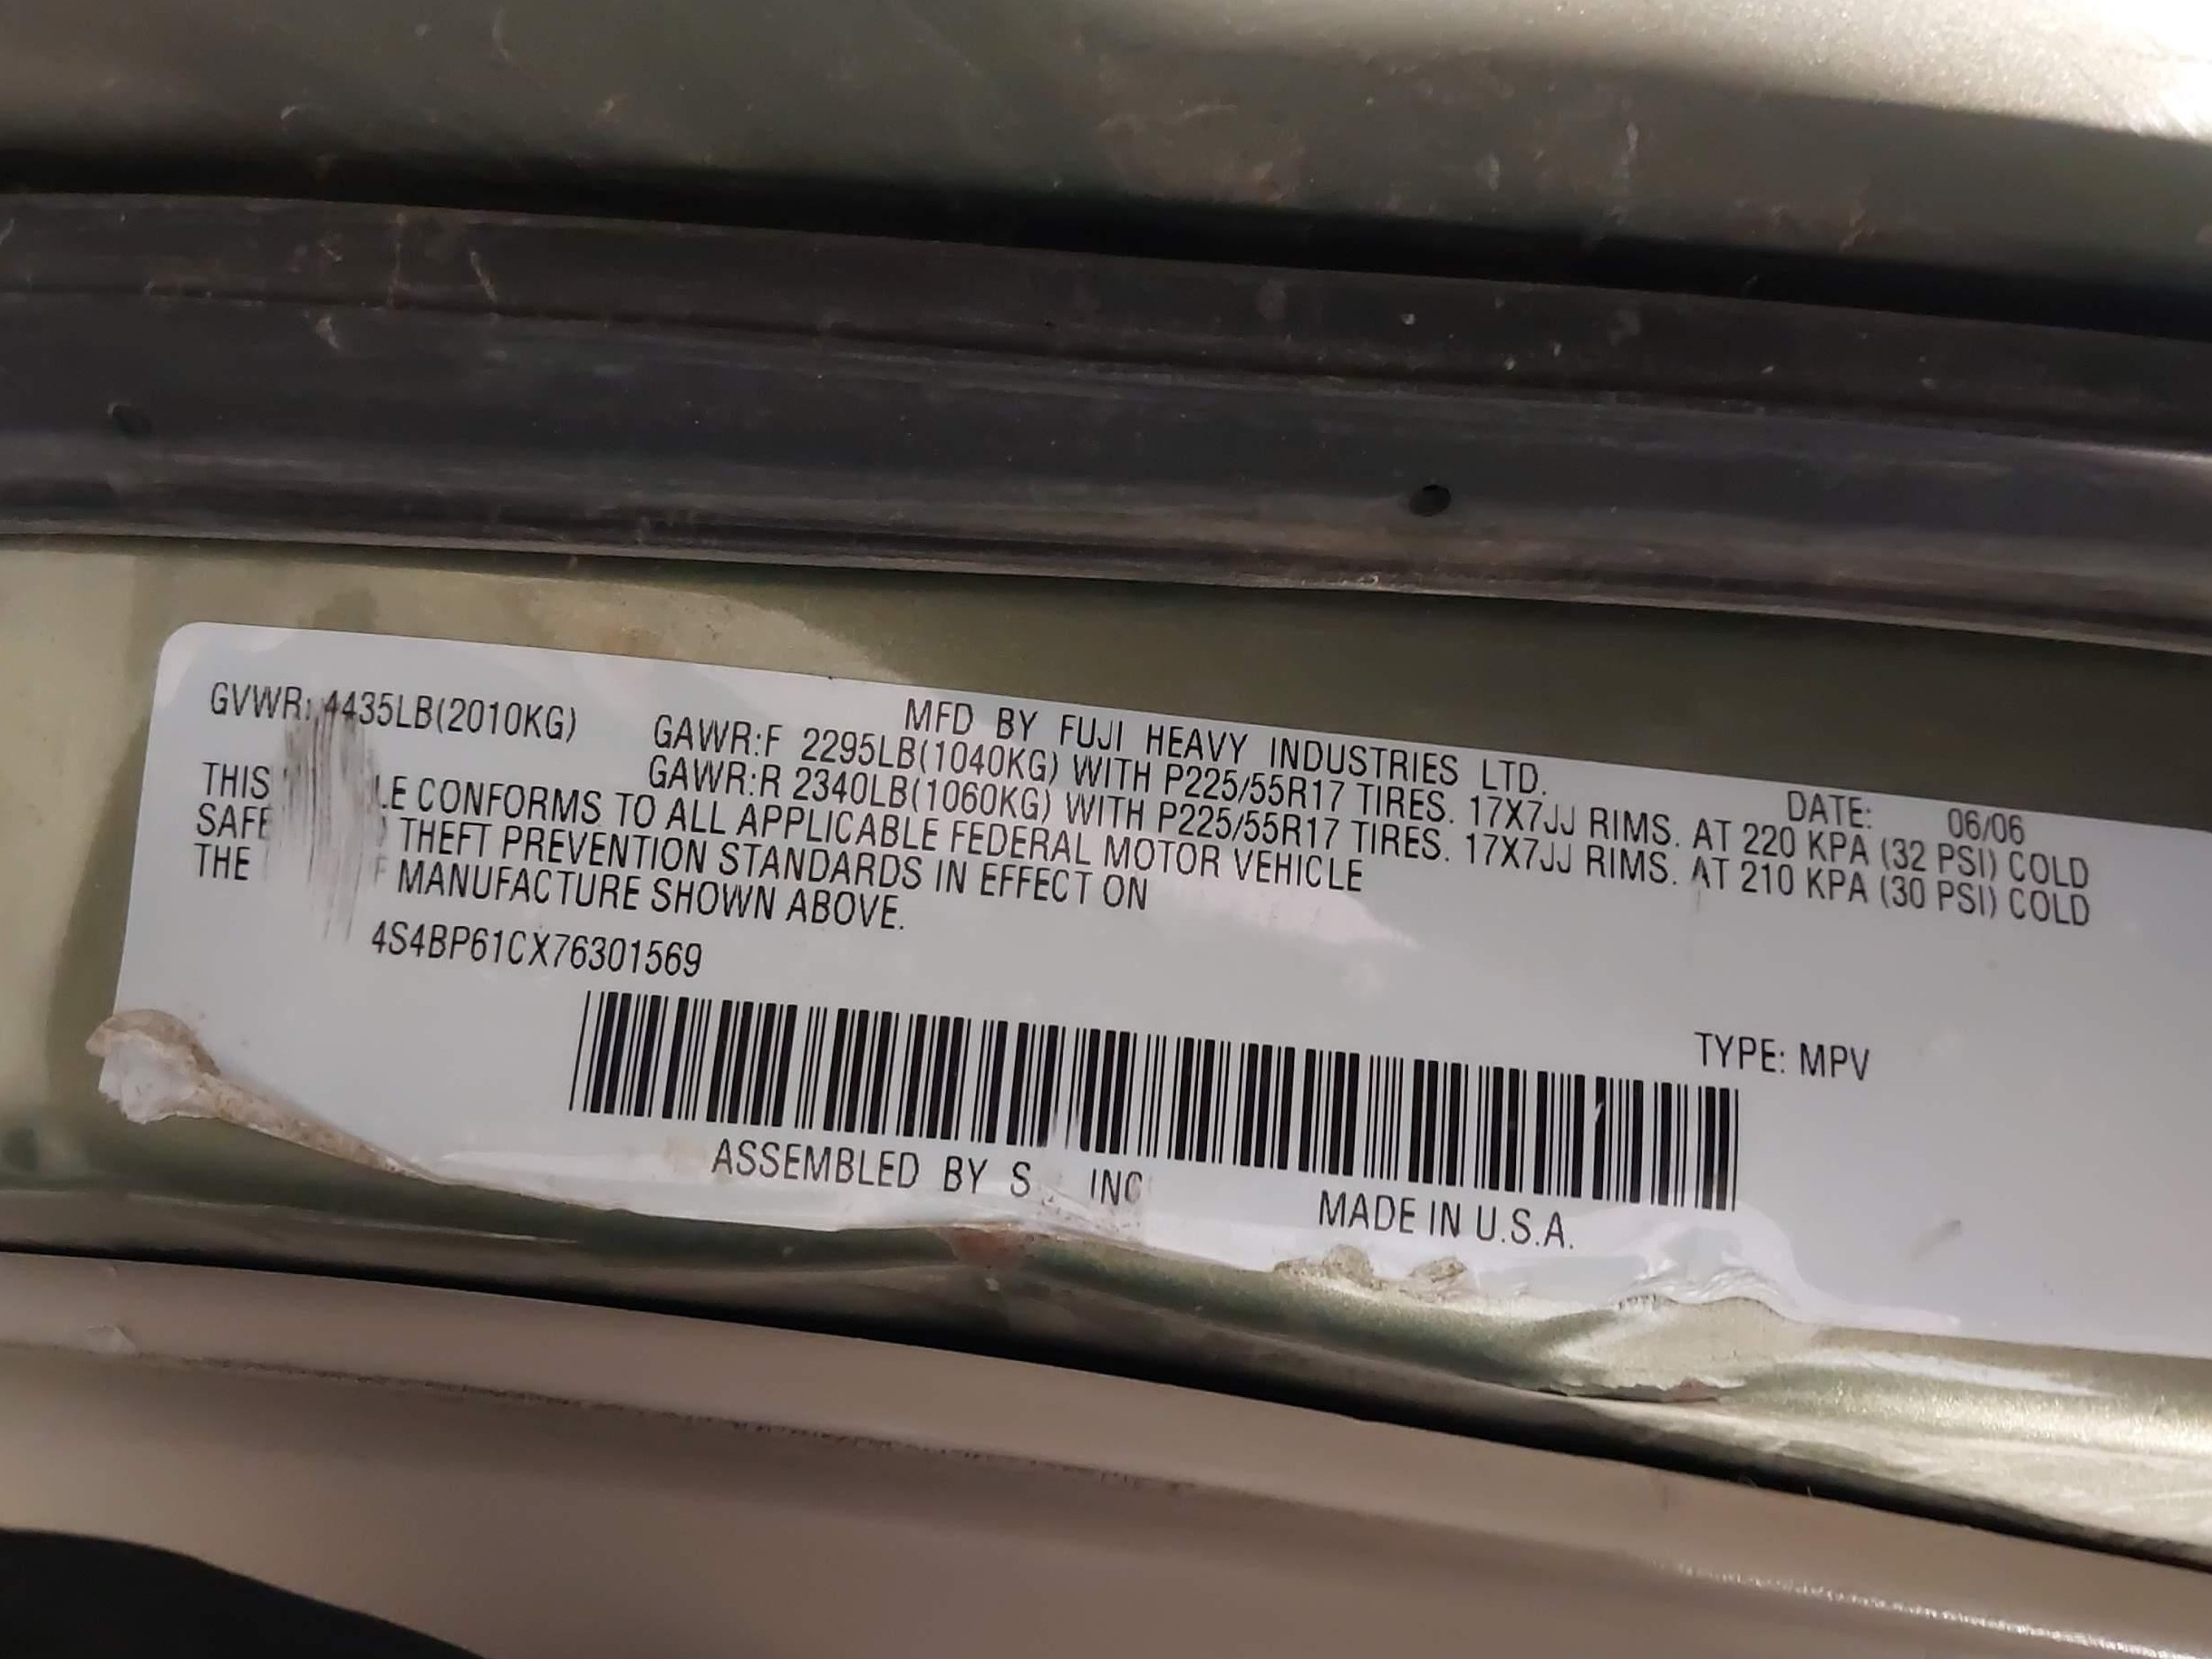 MFD BY FUJI HEAVY INDUSTRIES LTD. DATE: 06/06
GVWR: 4435LB(2010KG) GAWR:F 2295LB(1040KG) WITH P225/55R17 TIRES. 17X7JJ RIMS. AT 220 KPA (32 PSI) COLD
GAWR:R 2340LB(1060KG) WITH P225/55R17 TIRES. 17X7JJ RIMS. AT 210 KPA (30 PSI) COLD
THIS CONFORMS TO ALL APPLICABLE FEDERAL MOTOR VEHICLE
THEFT PREVENTION STANDARDS IN EFFECT ON
THE MANUFACTURE SHOWN ABOVE.
4S4BP61CX76301569
TYPE: MPV
ASSEMBLED BY S INC
MADE IN U.S.A.